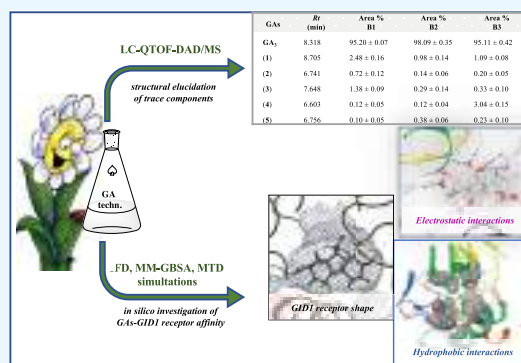 LC-QTOF-DAD/MS
structural elucidation
of trace components
GAs Rt (min) Area % B1 Area % B2 Area % B3
GA3 8.318 95.20 ± 0.07 98.09 ± 0.35 95.11 ± 0.42
(1) 8.705 2.48 ± 0.16 0.98 ± 0.14 1.09 ± 0.08
(2) 6.741 0.72 ± 0.12 0.14 ± 0.06 0.20 ± 0.05
(3) 7.648 1.38 ± 0.09 0.29 ± 0.14 0.33 ± 0.10
(4) 6.603 0.12 ± 0.05 0.12 ± 0.04 3.04 ± 0.15
(5) 6.756 0.10 ± 0.05 0.38 ± 0.06 0.23 ± 0.10
GA
techn.
FD, MM-GBSA, MTD
simultations
in silico investigation of
GAs-GID1 receptor affinity
GID1 receptor shape
Electrostatic interactions
Hydrophobic interactions